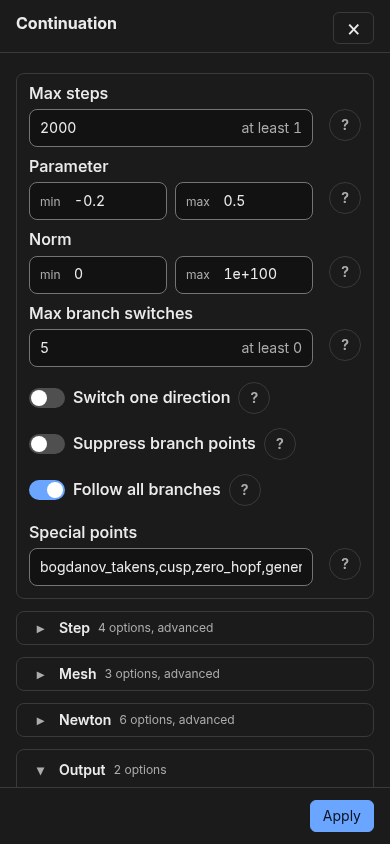 Continuation
×
Max steps
2000 at least 1 ?
Parameter
min -0.2 max 0.5 ?
Norm
min 0 max 1e+100 ?
Max branch switches
5 at least 0 ?
Switch one direction ?
Suppress branch points ?
Follow all branches ?
Special points
bogdanov_takens,cusp,zero_hopf,gener ?
▶ Step 4 options, advanced
▶ Mesh 3 options, advanced
▶ Newton 6 options, advanced
▼ Output 2 options
Apply